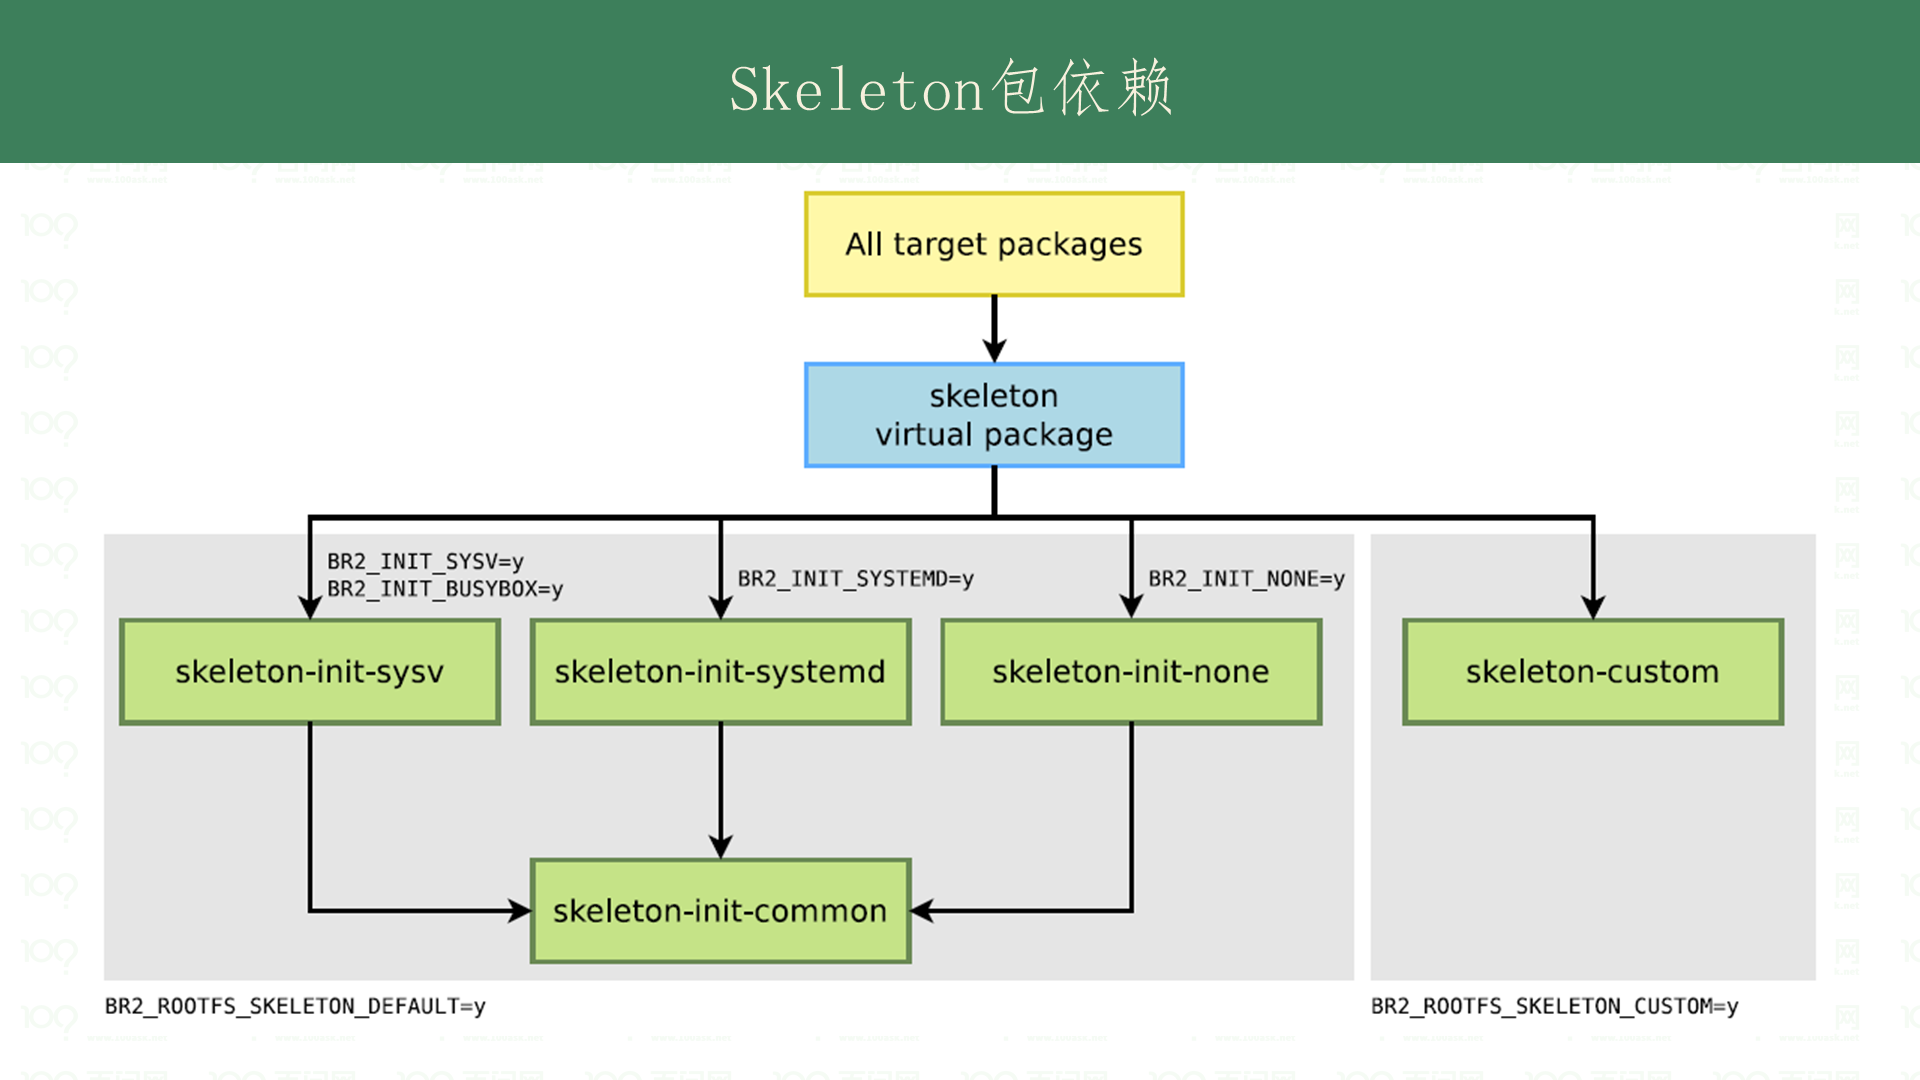 Skeleton包依赖
All target packages
skeleton
virtual package
BR2_INIT_SYSV=y
BR2_INIT_BUSYBOX=y
BR2_INIT_SYSTEMD=y
BR2_INIT_NONE=y
skeleton-init-sysv
skeleton-init-systemd
skeleton-init-none
skeleton-custom
skeleton-init-common
BR2_ROOTFS_SKELETON_DEFAULT=y
BR2_ROOTFS_SKELETON_CUSTOM=y